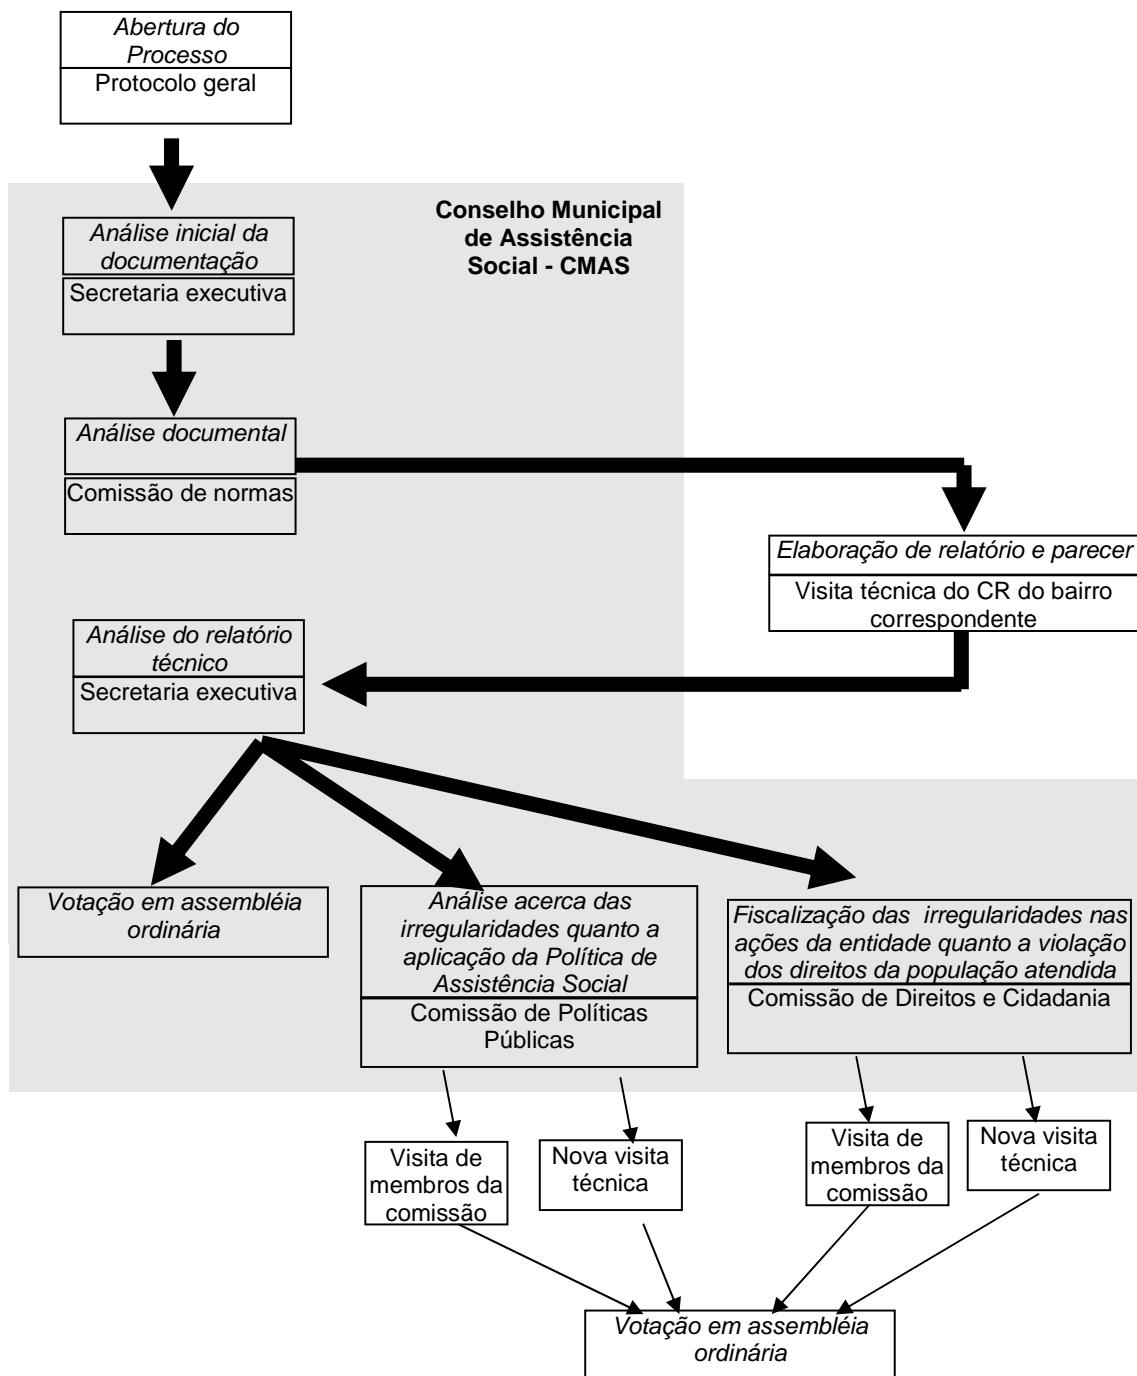 Abertura do
Processo
Protocolo geral
Conselho Municipal
de Assistência
Social - CMAS
Análise inicial da
documentação
Secretaria executiva
Análise documental
Comissão de normas
Elaboração de relatório e parecer
Visita técnica do CR do bairro
correspondente
Análise do relatório
técnico
Secretaria executiva
Votação em assembléia
ordinária
Análise acerca das
irregularidades quanto a
aplicação da Política de
Assistência Social
Comissão de Políticas
Públicas
Fiscalização das irregularidades nas
ações da entidade quanto a violação
dos direitos da população atendida
Comissão de Direitos e Cidadania
Visita de
membros da
comissão
Nova visita
técnica
Visita de
membros da
comissão
Nova visita
técnica
Votação em assembléia
ordinária